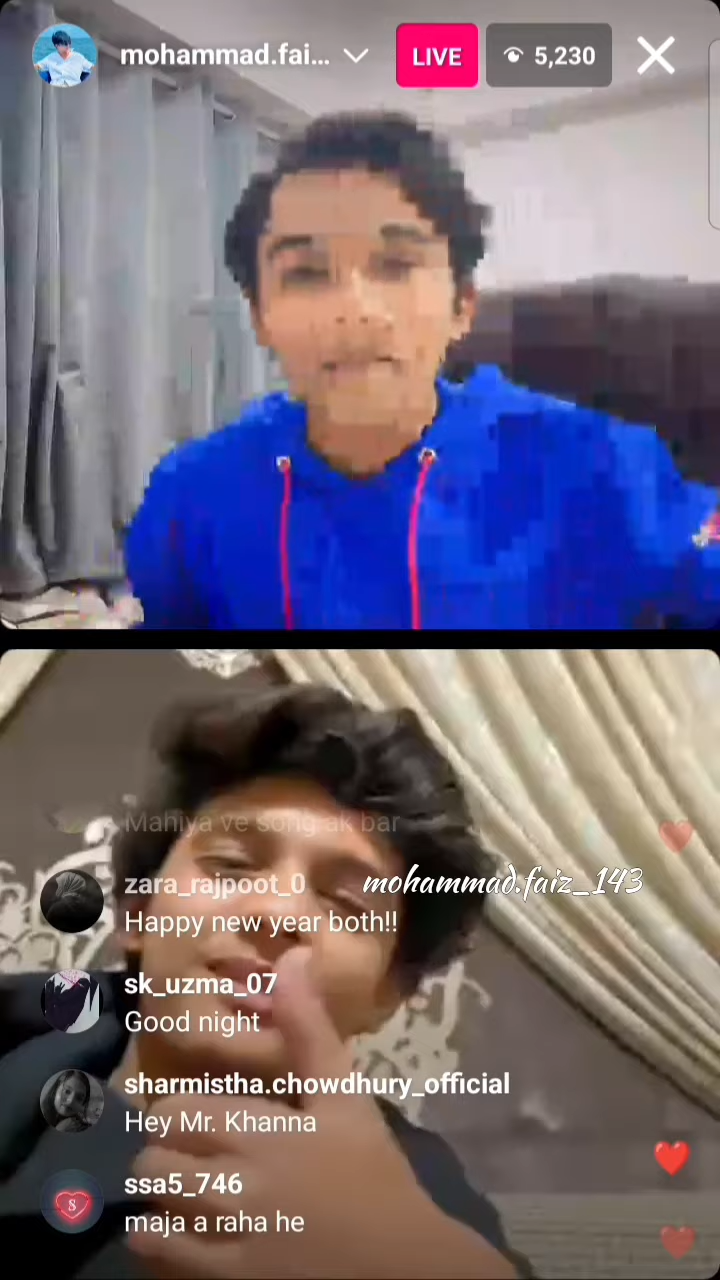 mohammad.fai...
LIVE
5,230
Mahiya ve song ak bar
zara_rajpoot_0
mohammad.faiz_143
Happy new year both!!
sk_uzma_07
Good night
sharmistha.chowdhury_official
Hey Mr. Khanna
S
ssa5_746
maja a raha he